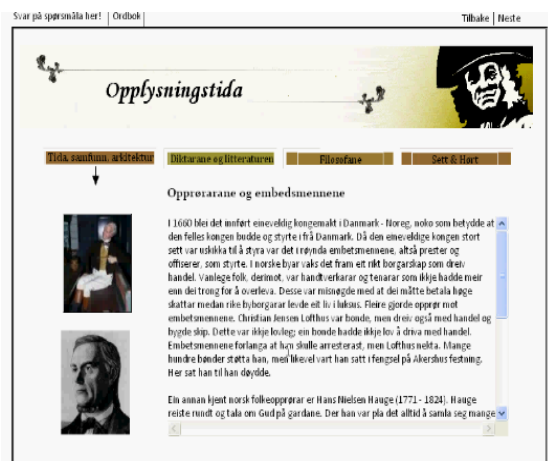 Svar på spørsmåla her! Ordbok Tilbake Neste
Opplysningstida
Tida, samfunn, arkitektur Diktarane og litteraturen Filosofane Sett & Hørt
Opprørarane og embedsmennene
I 1660 blei det innført eineveldig kongemakt i Danmark - Noreg, noko som betydde at
den felles kongen budde og styrte i frå Danmark. Då den eneveldige kongen stort
sett var uskikka til å styra var det i røynda embetsmennene, altså prester og
offiserer, som styrte. I norske byar vaks det fram eit rikt borgarskap som dreiv
handel. Vanlege folk, derimot, var handtverkarar og tenarar som ikkje hadde meir
enn dei trong for å overleva. Desse var misnøgde med at dei måtte betala høge
skattar medan rike byborgarar levde eit liv i luksus. Fleire gjorde opprør mot
embetsmennene. Christian Jensen Lofthus var bonde, men dreiv også med handel og
bygde skip. Dette var ikkje lovleg; ein bonde hadde ikkje lov å driva med handel.
Embetsmennene forlanga at han skulle arresterast, men Lofthus nekta. Mange
hundre bønder støtta han, men likevel vart han satt i fengsel på Akershus festning.
Her sat han til han døydde.
Ein annan kjent norsk folkeopprørar er Hans Nielsen Hauge (1771 - 1824). Hauge
reiste rundt og tala om Gud på gardane. Der han var pla det alltid å samla seg mange